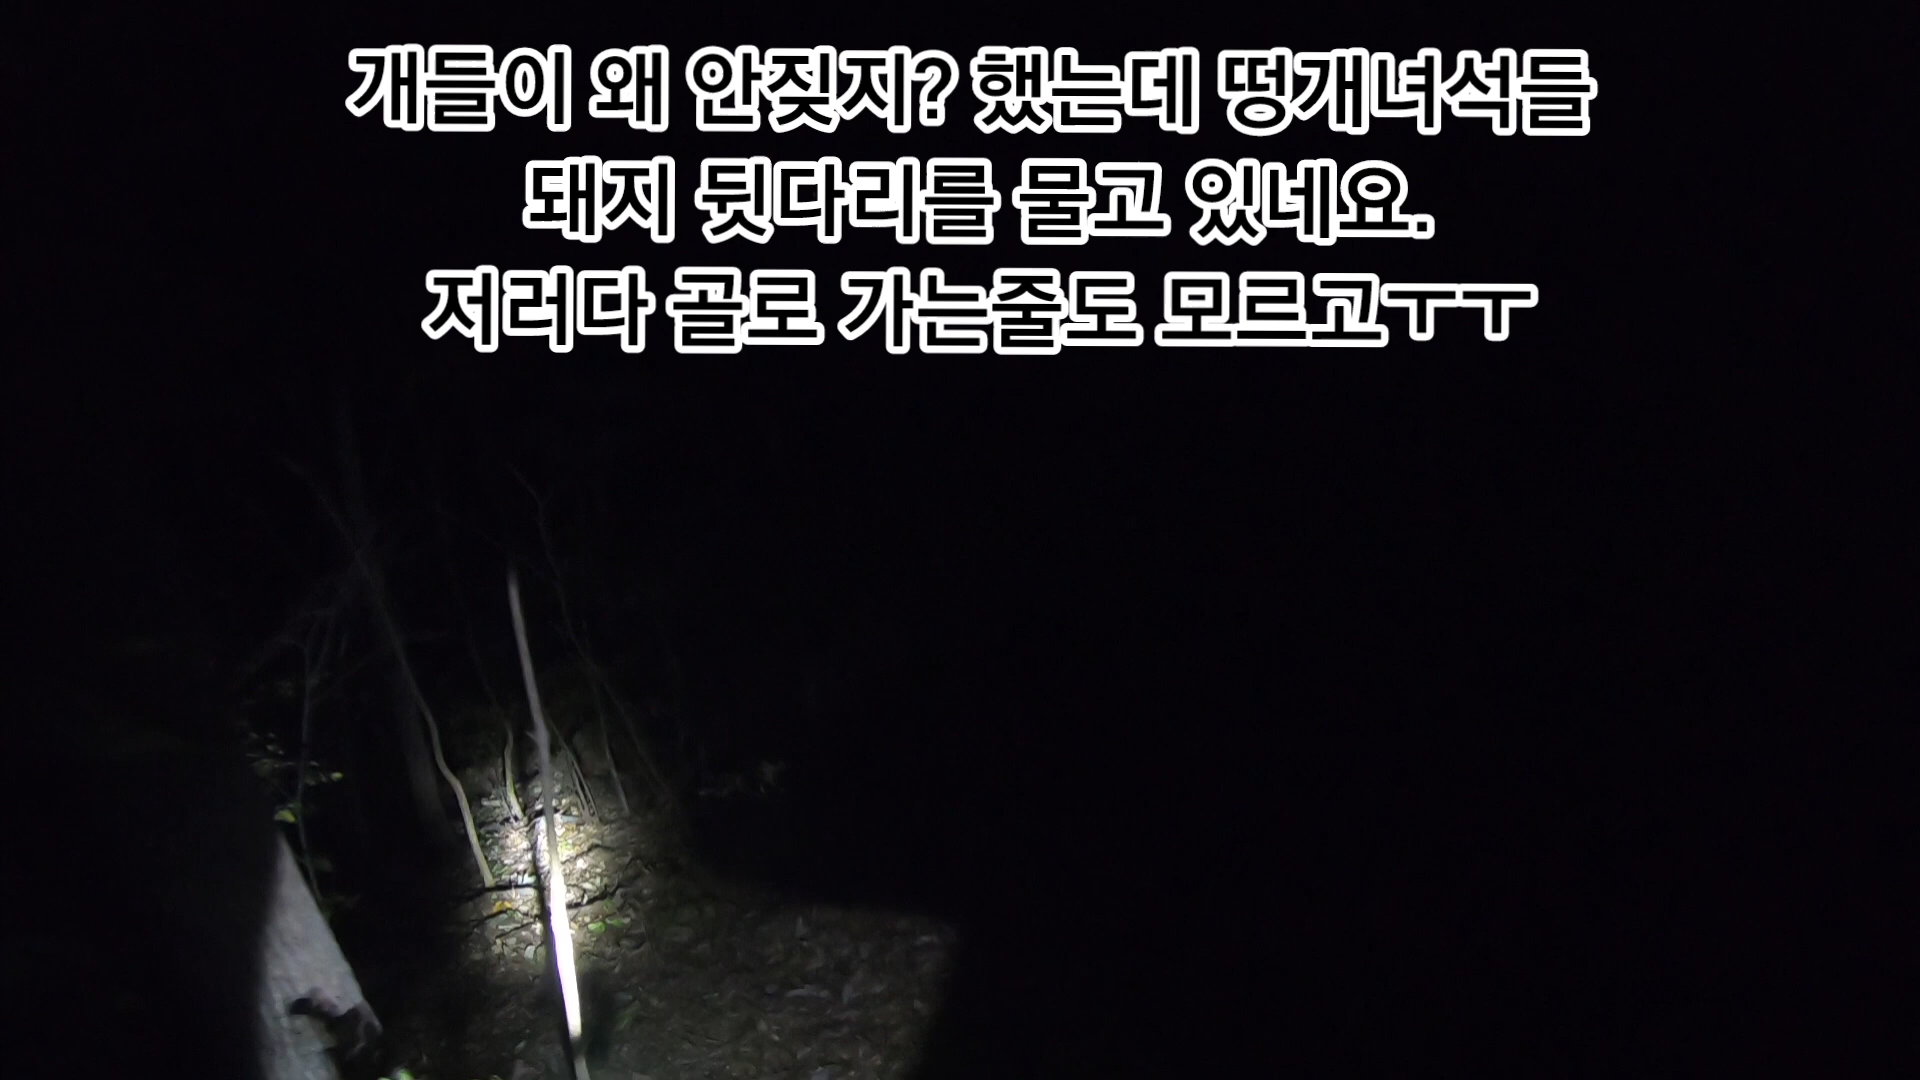 개들이 왜 안짖지? 했는데 떵개녀석들
돼지 뒷다리를 물고 있네요.
저러다 골로 가는줄도 모르고ㅜㅜ